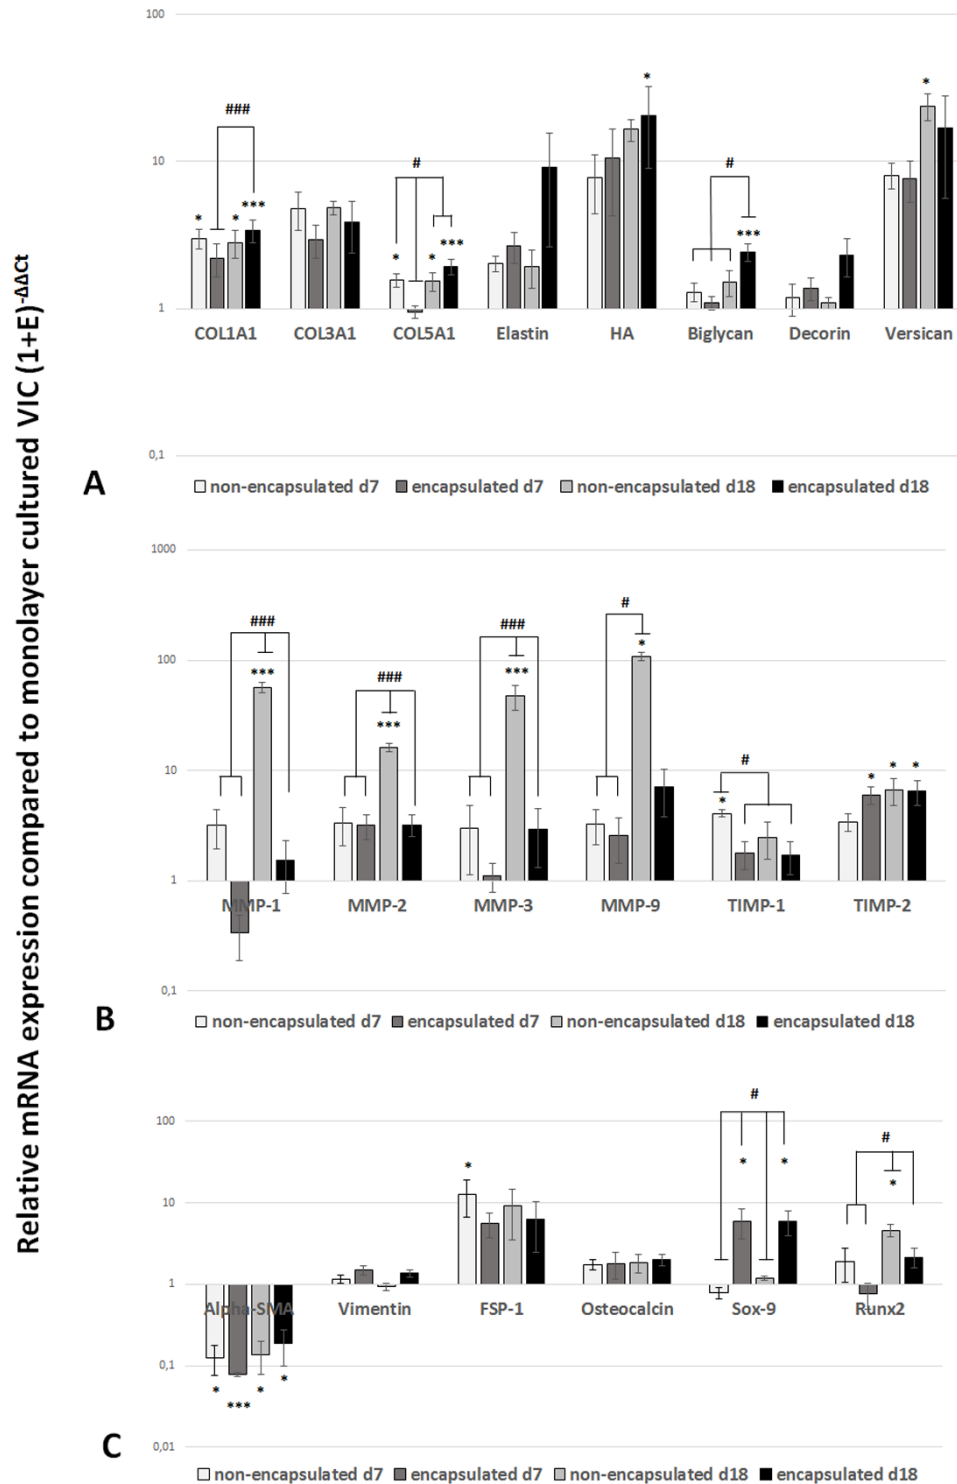 Relative mRNA expression compared to monolayer cultured VIC (1+E)-ΔΔCt
100
10
1
0,1
###
* * ***
#
* * ***
*
#
***
*
COL1A1 COL3A1 COL5A1 Elastin HA Biglycan Decorin Versican
A
non-encapsulated d7 encapsulated d7 non-encapsulated d18 encapsulated d18
1000
100
10
1
0,1
###
***
###
***
###
***
#
*
#
*
* * *
MMP-1 MMP-2 MMP-3 MMP-9 TIMP-1 TIMP-2
B
non-encapsulated d7 encapsulated d7 non-encapsulated d18 encapsulated d18
100
10
1
0,1
0,01
*
#
* *
#
*
Alpha-SMA Vimentin FSP-1 Osteocalcin Sox-9 Runx2
* *** * *
C
non-encapsulated d7 encapsulated d7 non-encapsulated d18 encapsulated d18